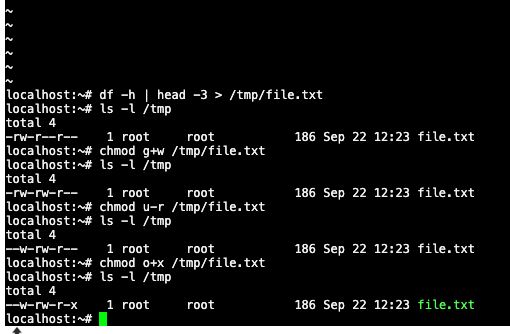 ~
~
~
~
~
~
localhost:~# df -h | head -3 > /tmp/file.txt
localhost:~# ls -l /tmp
total 4
-rw-r--r--    1 root     root           186 Sep 22 12:23 file.txt
localhost:~# chmod g+w /tmp/file.txt
localhost:~# ls -l /tmp
total 4
-rw-rw-r--    1 root     root           186 Sep 22 12:23 file.txt
localhost:~# chmod u-r /tmp/file.txt
localhost:~# ls -l /tmp
total 4
--w-rw-r--    1 root     root           186 Sep 22 12:23 file.txt
localhost:~# chmod o+x /tmp/file.txt
localhost:~# ls -l /tmp
total 4
--w-rw-r-x    1 root     root           186 Sep 22 12:23 file.txt
localhost:~#